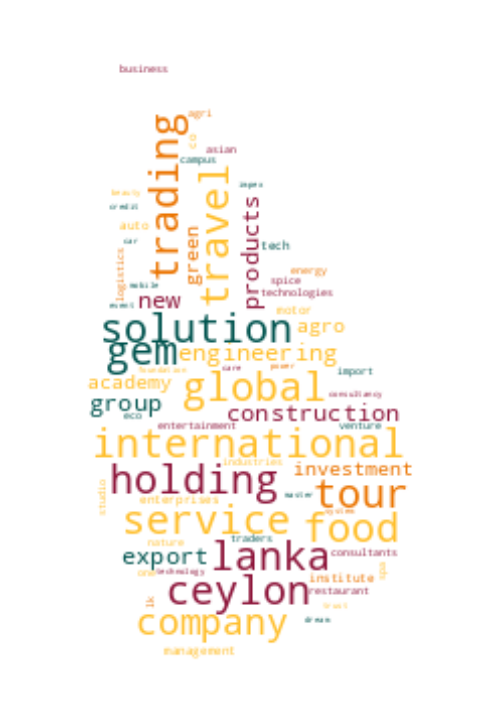 business
agri
trading
co
asian
campus
travel
impex
beauty
credit
products
auto
green
car
tech
logistics
energy
spice
mobile
technologies
new
event
motor
solution
agro
gem
engineering
foundation
care
power
import
academy
global
consultancy
group
eco
construction
entertainment
venture
international
industries
holding
investment
studio
tour
enterprises
master
system
service
food
traders
nature
export
lanka
consultants
one
technology
spa
institute
ceylon
restaurant
lk
company
dream
management